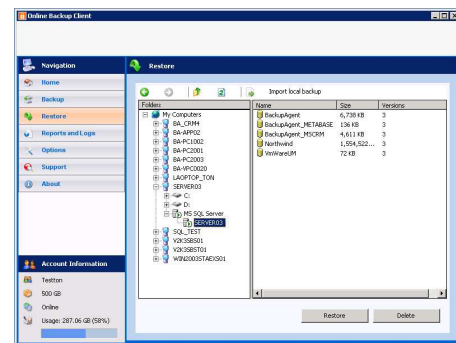 Online Backup Client
Navigation
Restore
Home
Backup
Restore
Reports and Logs
Options
Support
About
Import local backup
Folders
My Computers
BA_CRM4
BA-APP02
BA-PC1002
BA-PC2001
BA-PC2003
BA-VPC0020
LAOPTOP_TON
SERVER03
C:
D:
MS SQL Server
SERVER03
SQL_TEST
V2K3SBS01
V2K3SBST01
WIN2003STAEXS01
Name Size Versions
BackupAgent 6,738 KB 3
BackupAgent_METABASE 136 KB 3
BackupAgent_MSCRM 4,611 KB 3
Northwind 1,554,522... 3
VmWareUM 72 KB 3
Account Information
Testton
500 GB
Online
Usage: 287.06 GB (58%)
Restore Delete